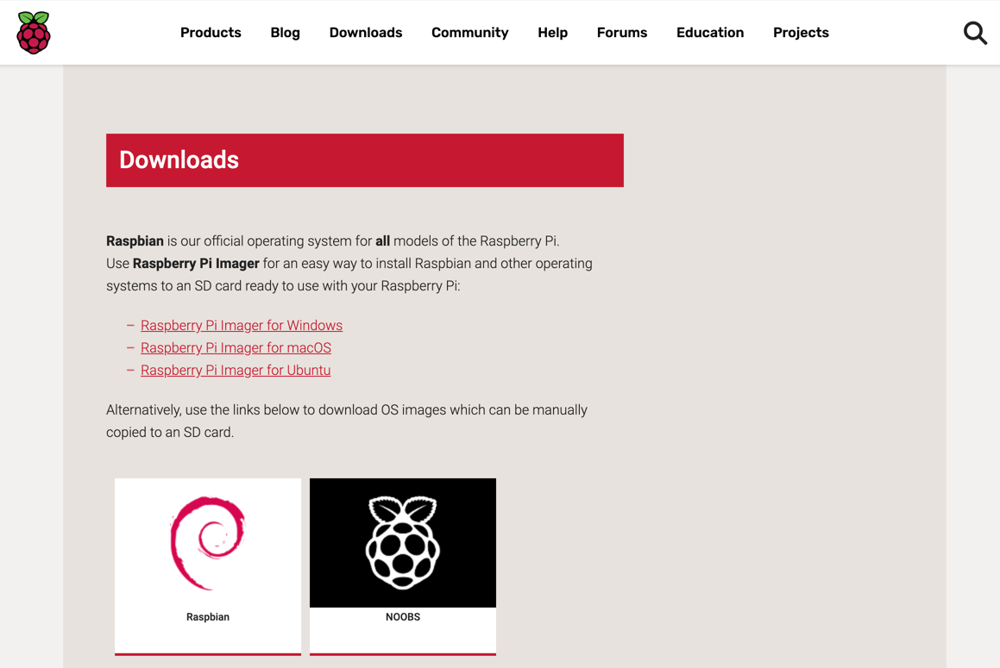 Products Blog Downloads Community Help Forums Education Projects
Downloads
Raspbian is our official operating system for all models of the Raspberry Pi.
Use Raspberry Pi Imager for an easy way to install Raspbian and other operating
systems to an SD card ready to use with your Raspberry Pi:
– Raspberry Pi Imager for Windows
– Raspberry Pi Imager for macOS
– Raspberry Pi Imager for Ubuntu
Alternatively, use the links below to download OS images which can be manually
copied to an SD card.
Raspbian
NOOBS